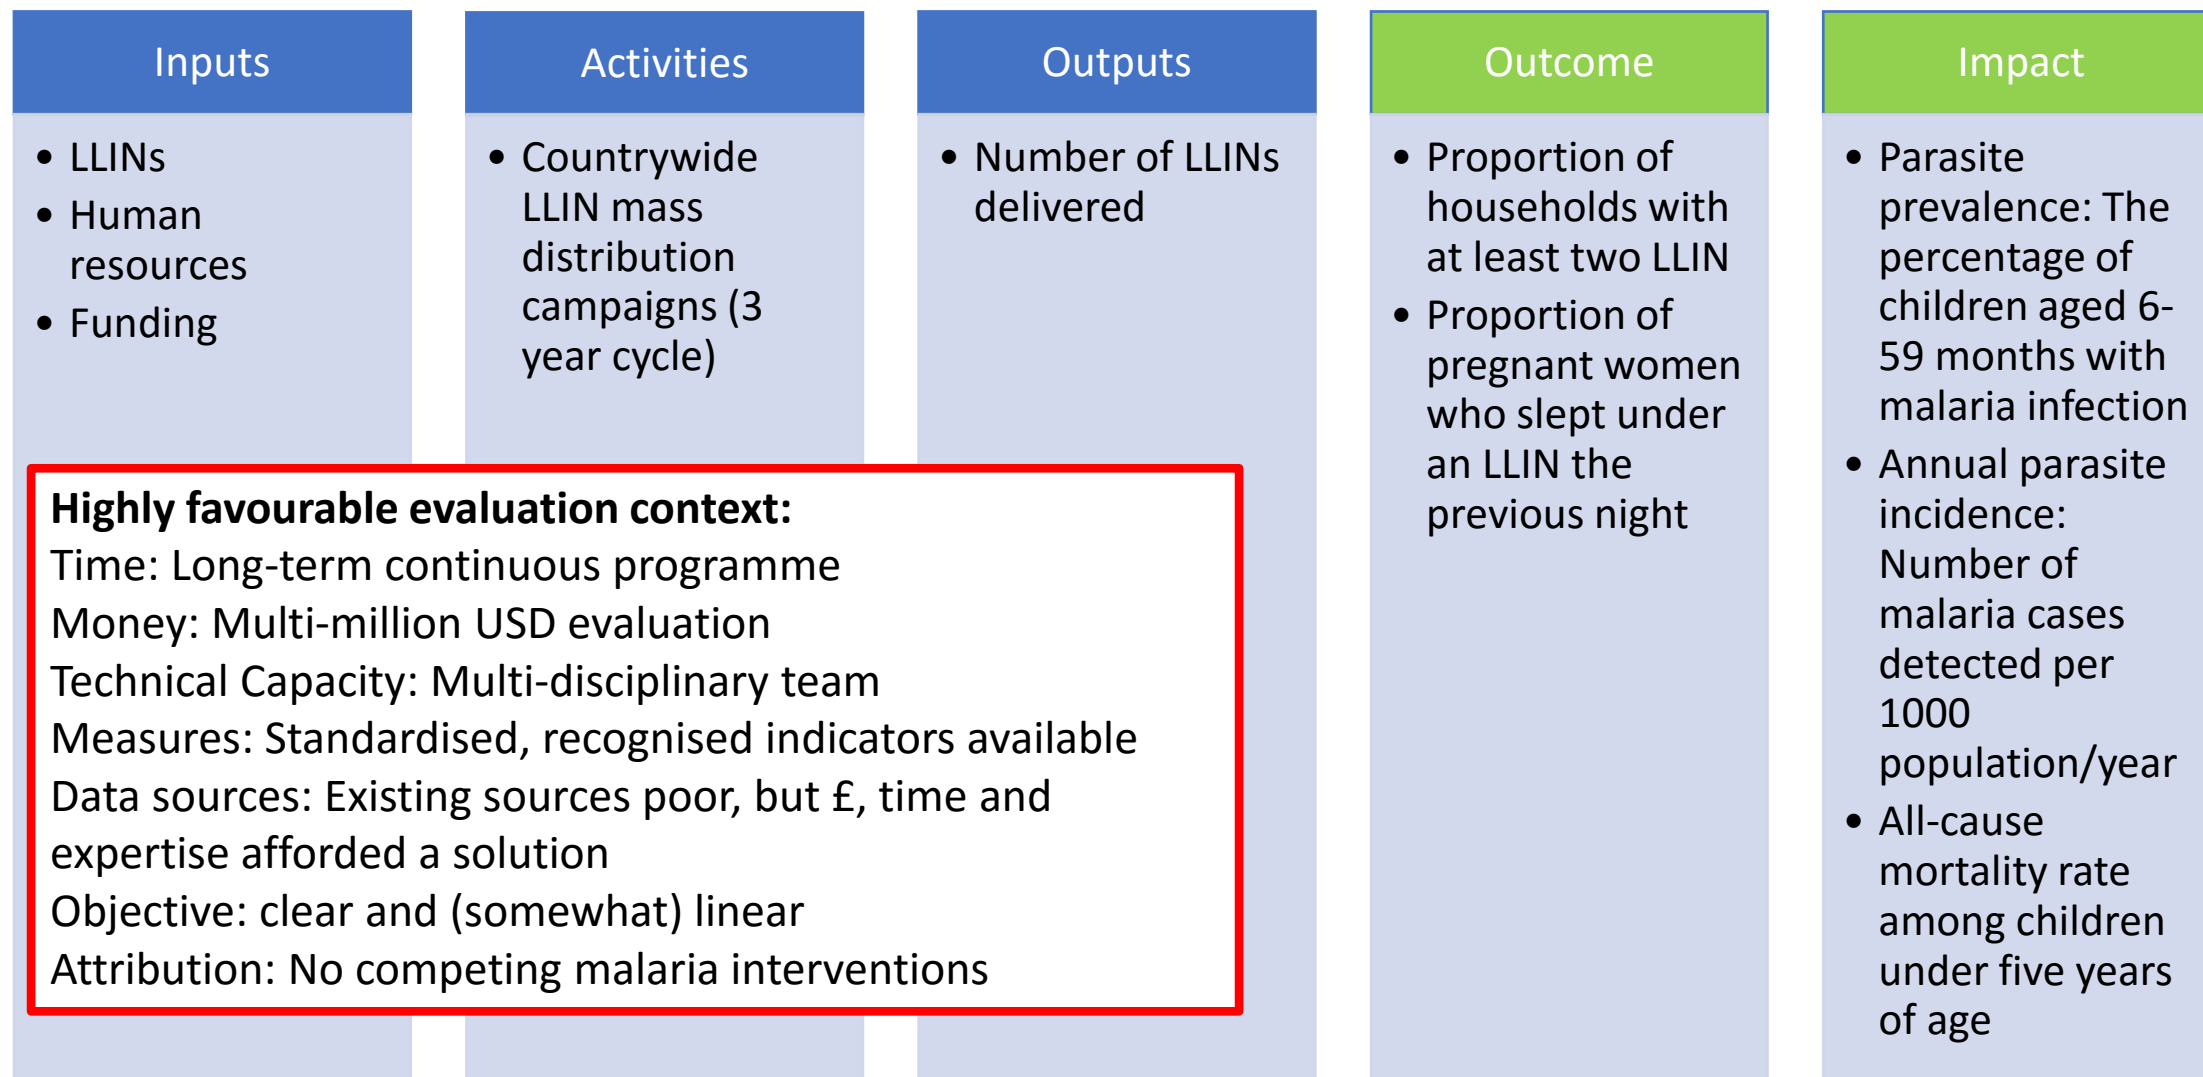 Inputs
• LLINs
• Human
resources
• Funding
Activities
• Countrywide
LLIN mass
distribution
campaigns (3
year cycle)
Outputs
• Number of LLINs
delivered
Outcome
• Proportion of
households with
at least two LLIN
• Proportion of
pregnant women
who slept under
an LLIN the
previous night
Impact
• Parasite
prevalence: The
percentage of
children aged 6-
59 months with
malaria infection
• Annual parasite
incidence:
Number of
malaria cases
detected per
1000
population/year
• All-cause
mortality rate
among children
under five years
of age
Highly favourable evaluation context:
Time: Long-term continuous programme
Money: Multi-million USD evaluation
Technical Capacity: Multi-disciplinary team
Measures: Standardised, recognised indicators available
Data sources: Existing sources poor, but £, time and
expertise afforded a solution
Objective: clear and (somewhat) linear
Attribution: No competing malaria interventions